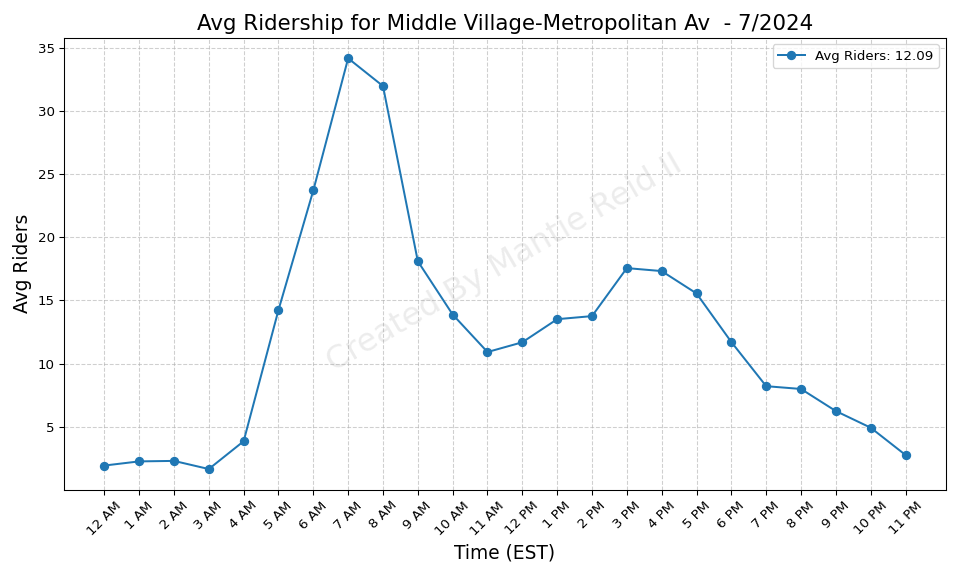 Avg Ridership for Middle Village-Metropolitan Av  - 7/2024
Avg Riders: 12.09
35
30
25
20
15
10
5
Avg Riders
Created By Mantie Reid II
12 AM
1 AM
2 AM
3 AM
4 AM
5 AM
6 AM
7 AM
8 AM
9 AM
10 AM
11 AM
12 PM
1 PM
2 PM
3 PM
4 PM
5 PM
6 PM
7 PM
8 PM
9 PM
10 PM
11 PM
Time (EST)